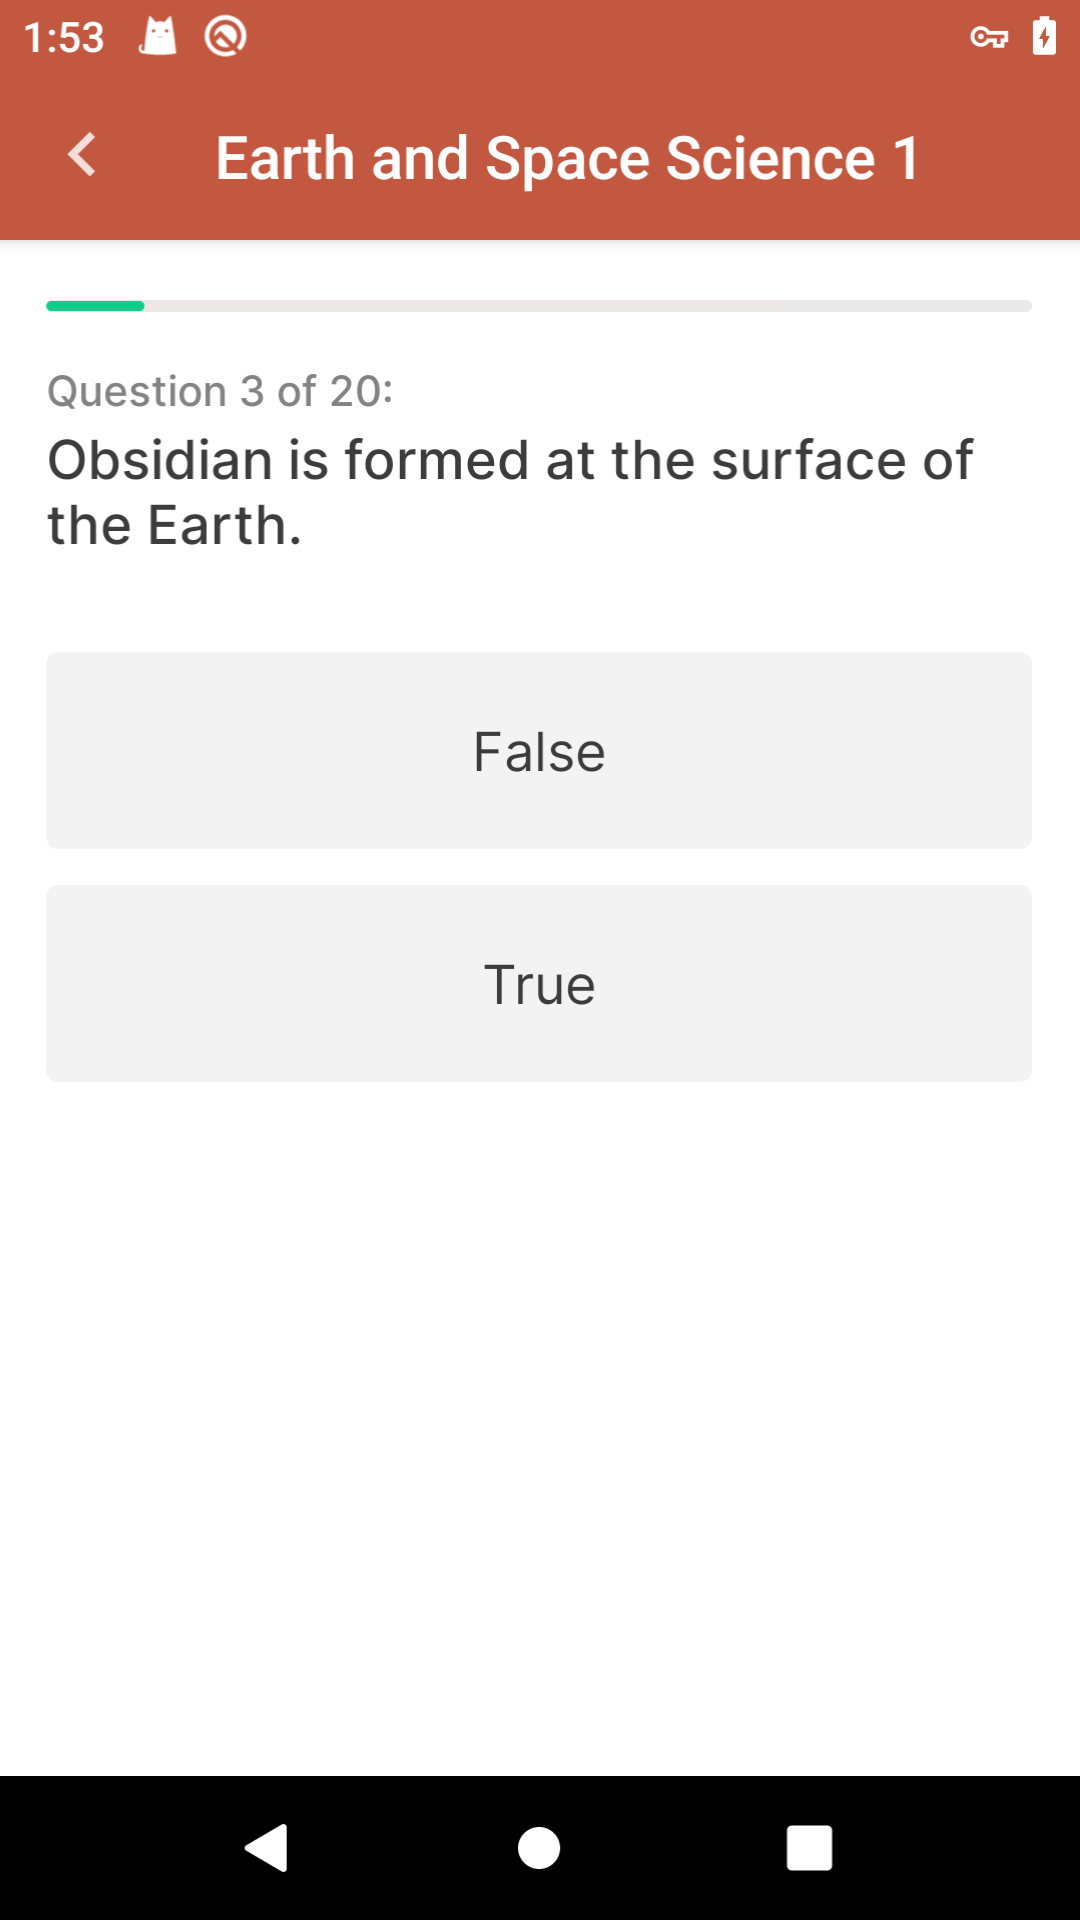 1:53
Earth and Space Science 1
Question 3 of 20:
Obsidian is formed at the surface of
the Earth.
False
True